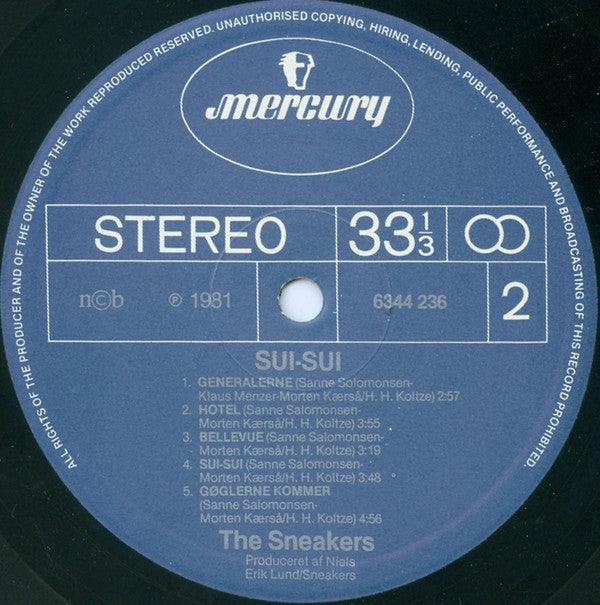 ALL RIGHTS OF THE PRODUCER AND OF THE OWNER OF THE WORK REPRODUCED RESERVED. UNAUTHORISED COPYING, HIRING, LENDING, PUBLIC PERFORMANCE AND BROADCASTING OF THIS RECORD PROHIBITED.
mercury
STEREO 33⅓
n©b ℗ 1981 6344 236 2
SUI-SUI
1. GENERALERNE (Sanne Solomonsen-
Klaus Menzer-Morten Kærså/H. H. Koltze) 2:57
2. HOTEL (Sanne Salomonsen-
Morten Kærså/H. H. Koltze) 3:55
3. BELLEVUE (Sanne Salomonsen-
Morten Kærså/H. H. Koltze) 3:19
4. SUI-SUI (Sanne Salomonsen-
Morten Kærså/H. H. Koltze) 3:48
5. GØGLERNE KOMMER
(Sanne Salomonsen-
Morten Kærså/H. H. Koltze) 4:56
The Sneakers
Produceret af Niels
Erik Lund/Sneakers